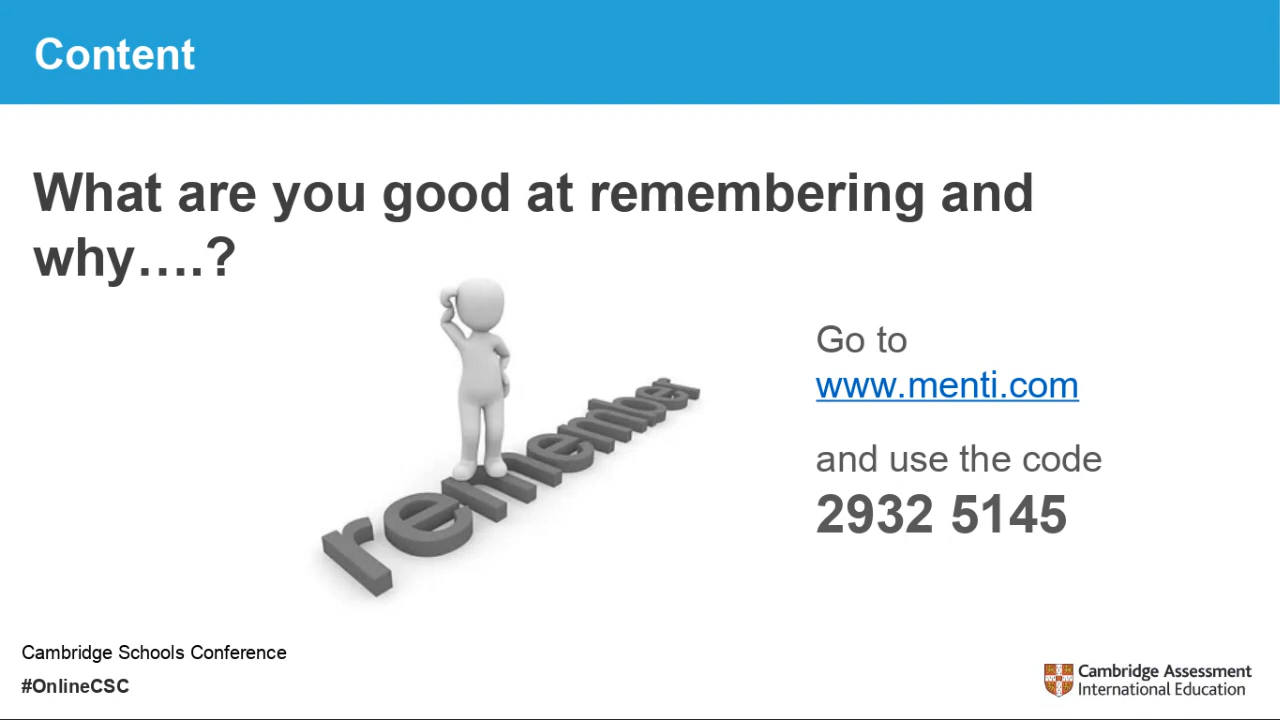 Content
What are you good at remembering and
why….?
remember
Go to
www.menti.com
and use the code
2932 5145
Cambridge Schools Conference
#OnlineCSC
Cambridge Assessment
International Education